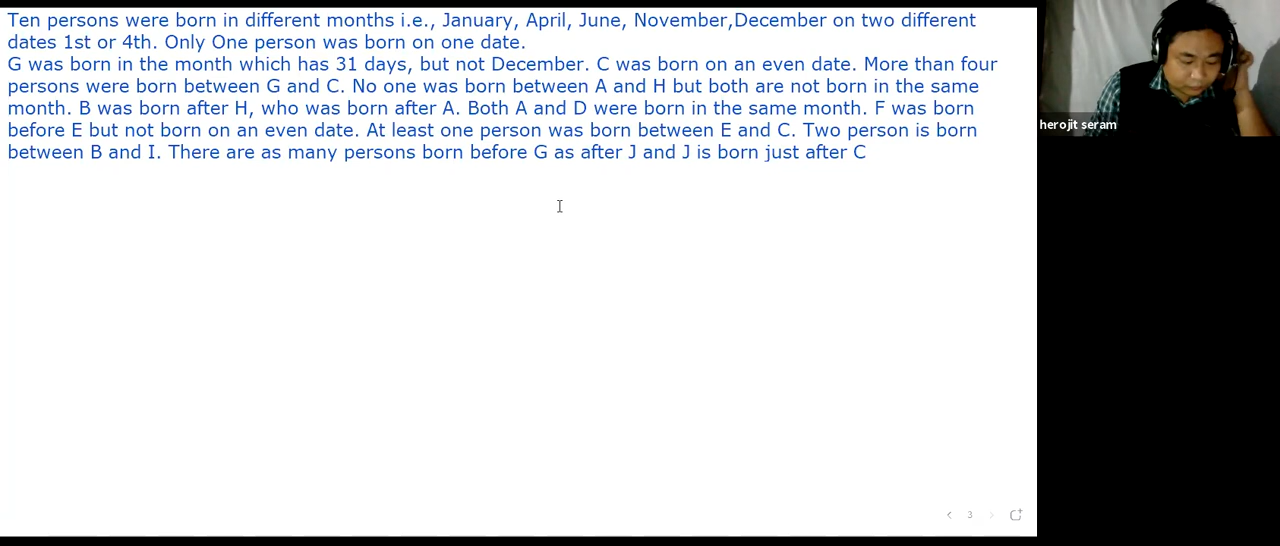 Ten persons were born in different months i.e., January, April, June, November,December on two different
dates 1st or 4th. Only One person was born on one date.
G was born in the month which has 31 days, but not December. C was born on an even date. More than four
persons were born between G and C. No one was born between A and H but both are not born in the same
month. B was born after H, who was born after A. Both A and D were born in the same month. F was born
before E but not born on an even date. At least one person was born between E and C. Two person is born
between B and I. There are as many persons born before G as after J and J is born just after C
herojit seram
3